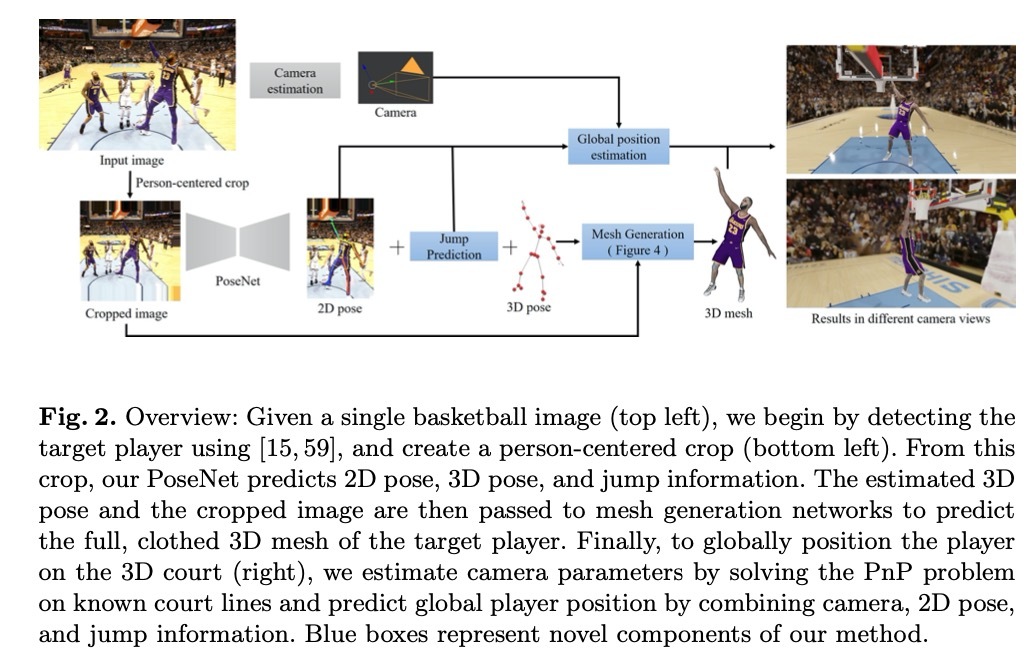 Camera
estimation
Camera
Input image
Person-centered crop
Global position
estimation
PoseNet
Cropped image
2D pose
+
Jump
Prediction
+
3D pose
Mesh Generation
( Figure 4 )
23
3D mesh
Results in different camera views
Fig. 2. Overview: Given a single basketball image (top left), we begin by detecting the
target player using [15, 59], and create a person-centered crop (bottom left). From this
crop, our PoseNet predicts 2D pose, 3D pose, and jump information. The estimated 3D
pose and the cropped image are then passed to mesh generation networks to predict
the full, clothed 3D mesh of the target player. Finally, to globally position the player
on the 3D court (right), we estimate camera parameters by solving the PnP problem
on known court lines and predict global player position by combining camera, 2D pose,
and jump information. Blue boxes represent novel components of our method.